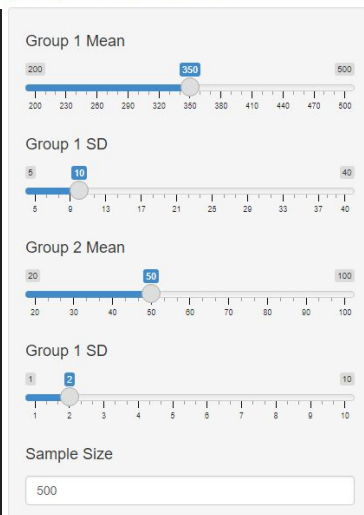 Group 1 Mean
200 350 500
200 230 260 290 320 350 380 410 440 470 500
Group 1 SD
5 10 40
5 9 13 17 21 25 29 33 37 40
Group 2 Mean
20 50 100
20 30 40 50 60 70 80 90 100
Group 1 SD
1 2 10
1 2 3 4 5 6 7 8 9 10
Sample Size
500